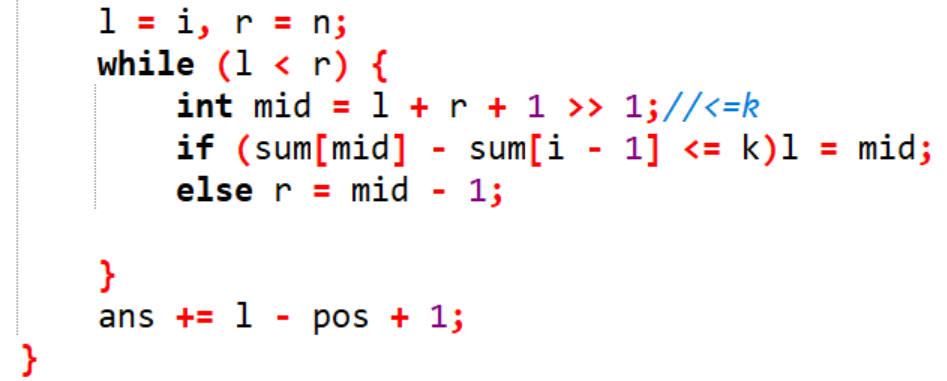 l = i, r = n;
while (l < r) {
int mid = l + r + 1 >> 1;//<=k
if (sum[mid] - sum[i - 1] <= k)l = mid;
else r = mid - 1;
}
ans += l - pos + 1;
}